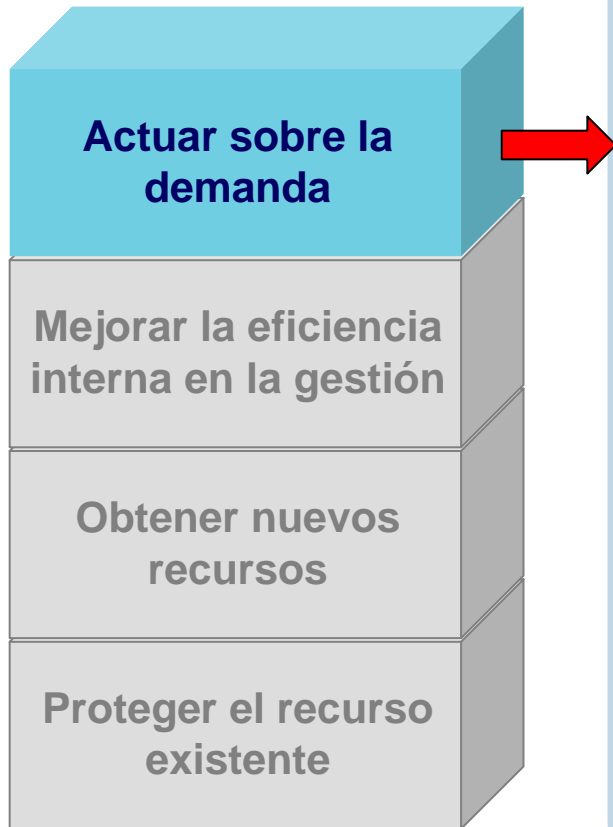 Actuar sobre la
demanda
Mejorar la eficiencia
interna en la gestión
Obtener nuevos
recursos
Proteger el recurso
existente